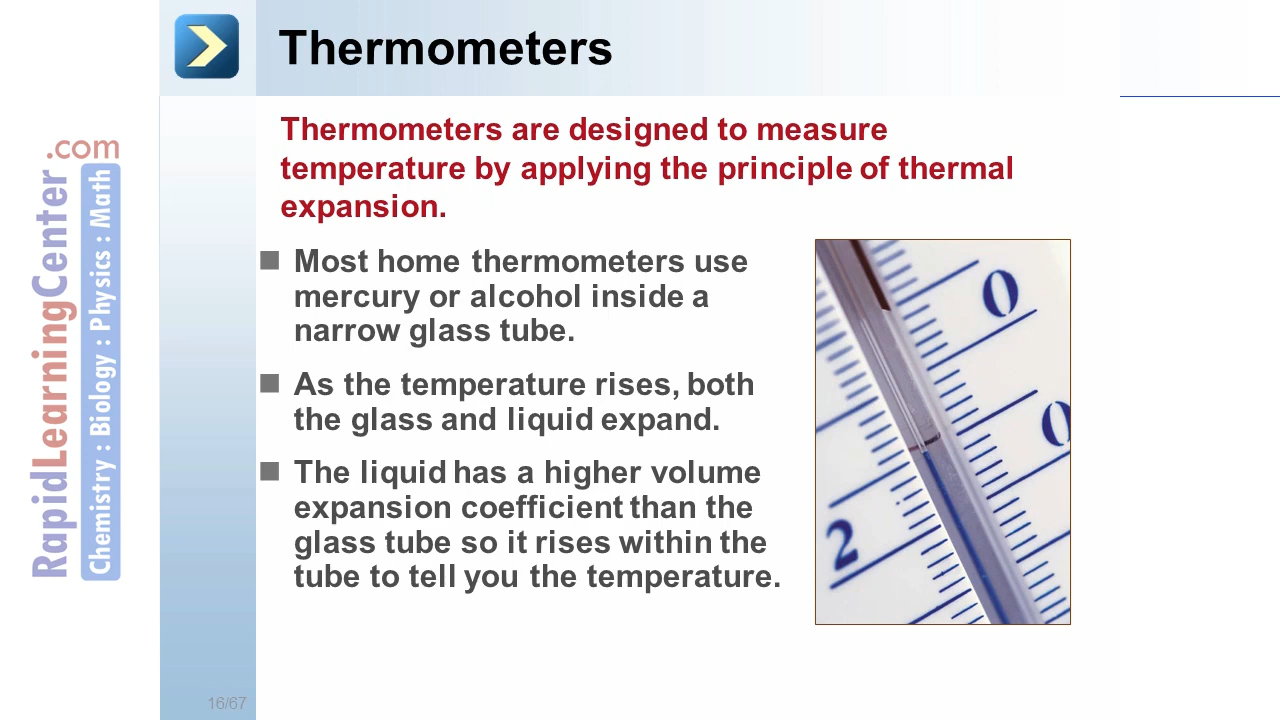 Thermometers
Thermometers are designed to measure
temperature by applying the principle of thermal
expansion.
Most home thermometers use
mercury or alcohol inside a
narrow glass tube.
As the temperature rises, both
the glass and liquid expand.
The liquid has a higher volume
expansion coefficient than the
glass tube so it rises within the
tube to tell you the temperature.
0
0
2
RapidLearningCenter.com
Chemistry : Biology : Physics : Math
16/67